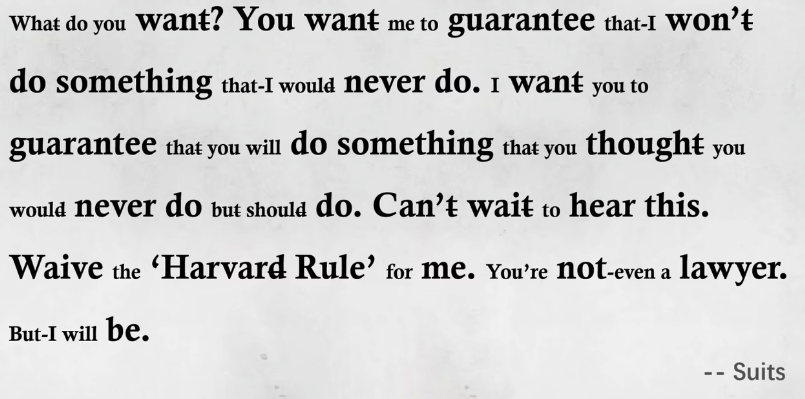 What do you want? You want me to guarantee that-I won’t
do something that-I would never do. I want you to
guarantee that you will do something that you thought you
would never do but should do. Can’t wait to hear this.
Waive the ‘Harvard Rule’ for me. You’re not-even a lawyer.
But-I will be.
-- Suits